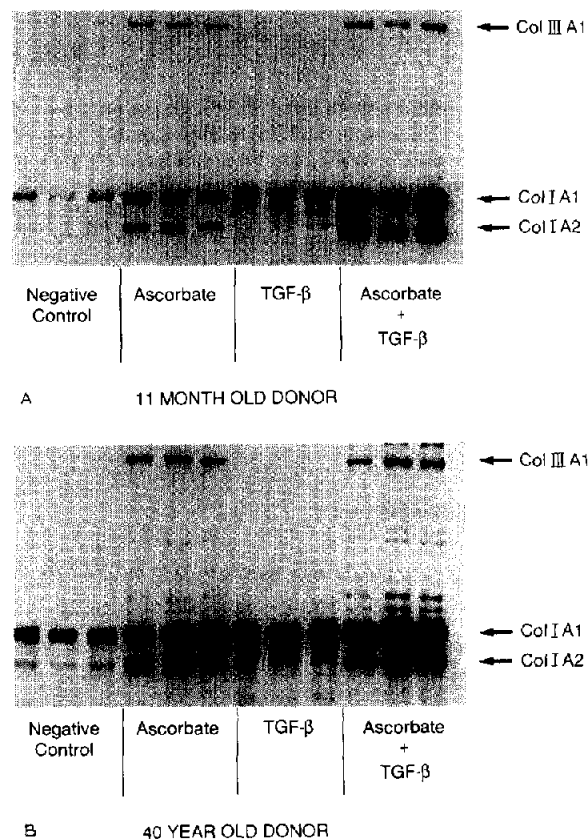 Col III A1
Col I A1
Col I A2
Negative
Control
Ascorbate
TGF-β
Ascorbate
+
TGF-β
A 11 MONTH OLD DONOR
Col III A1
Col I A1
Col I A2
Negative
Control
Ascorbate
TGF-β
Ascorbate
+
TGF-β
B 40 YEAR OLD DONOR